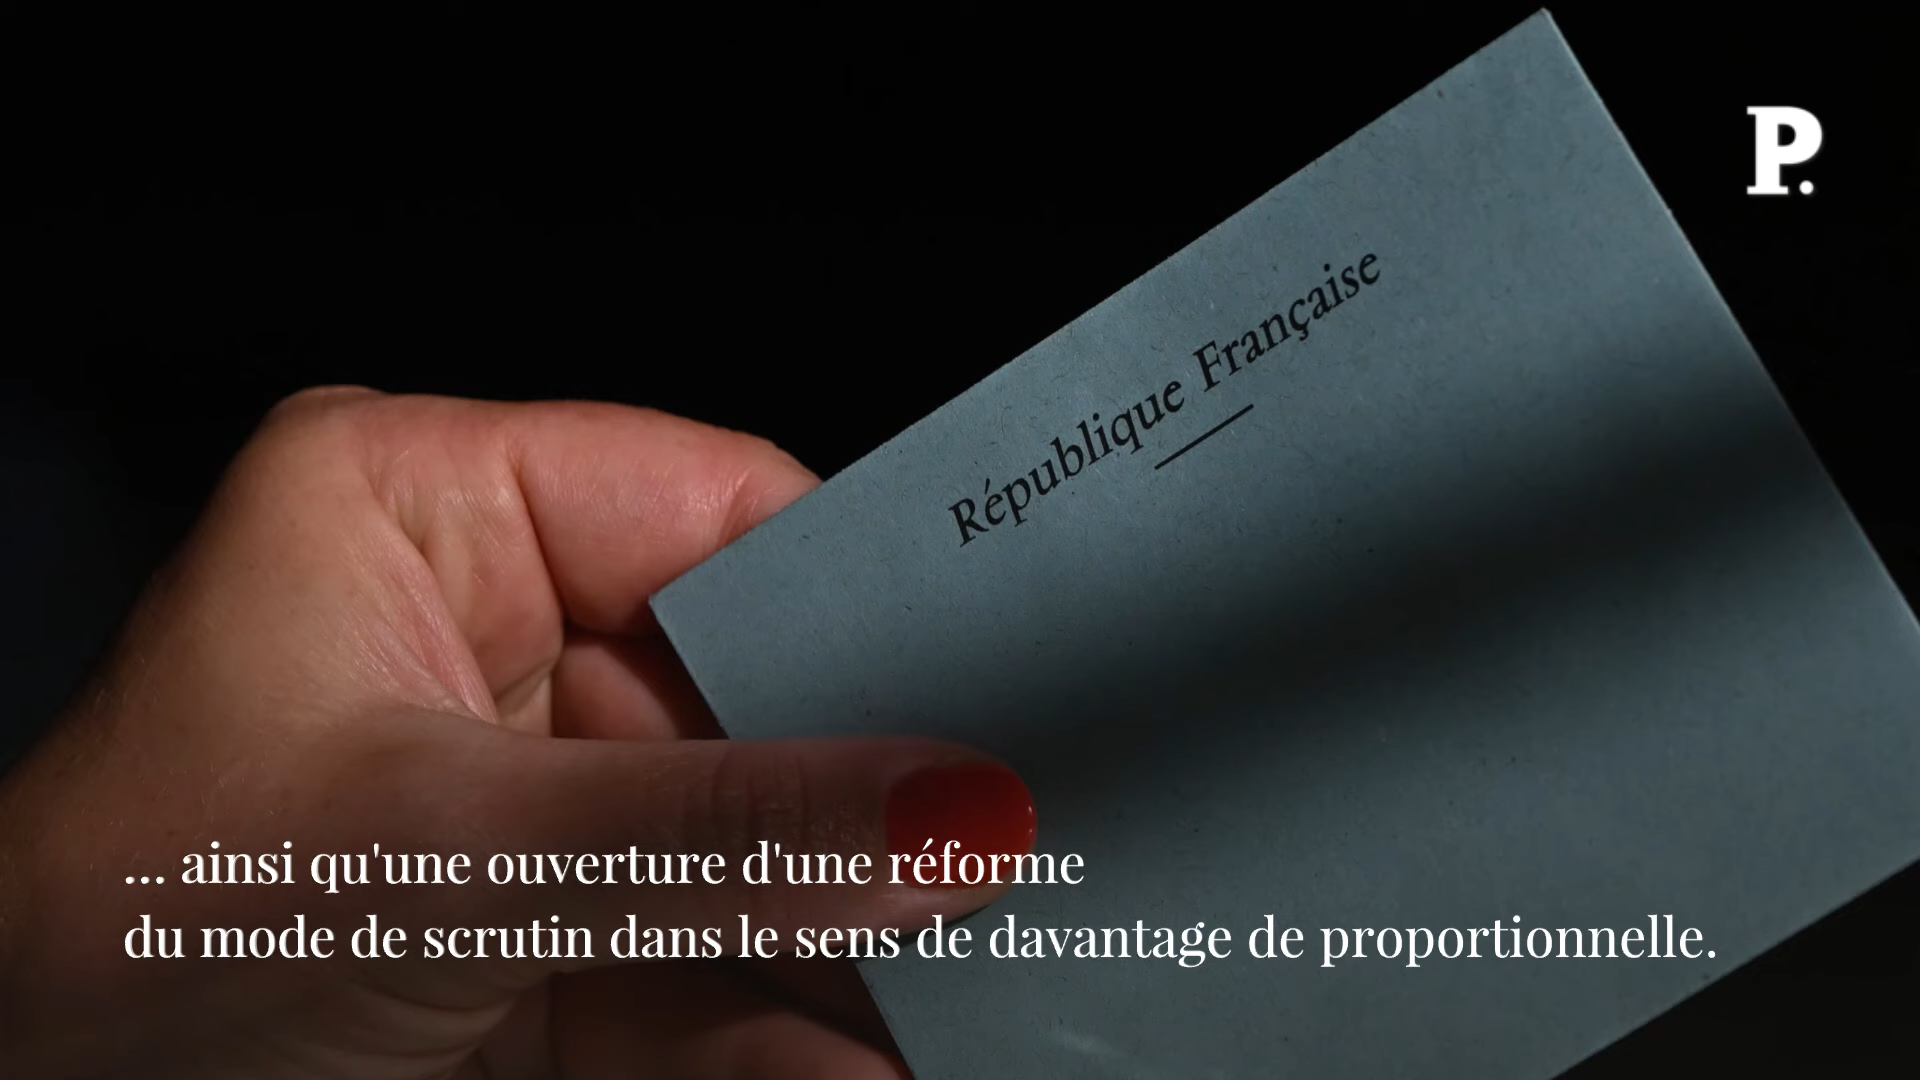 P.
République Française
... ainsi qu'une ouverture d'une réforme
du mode de scrutin dans le sens de davantage de proportionnelle.